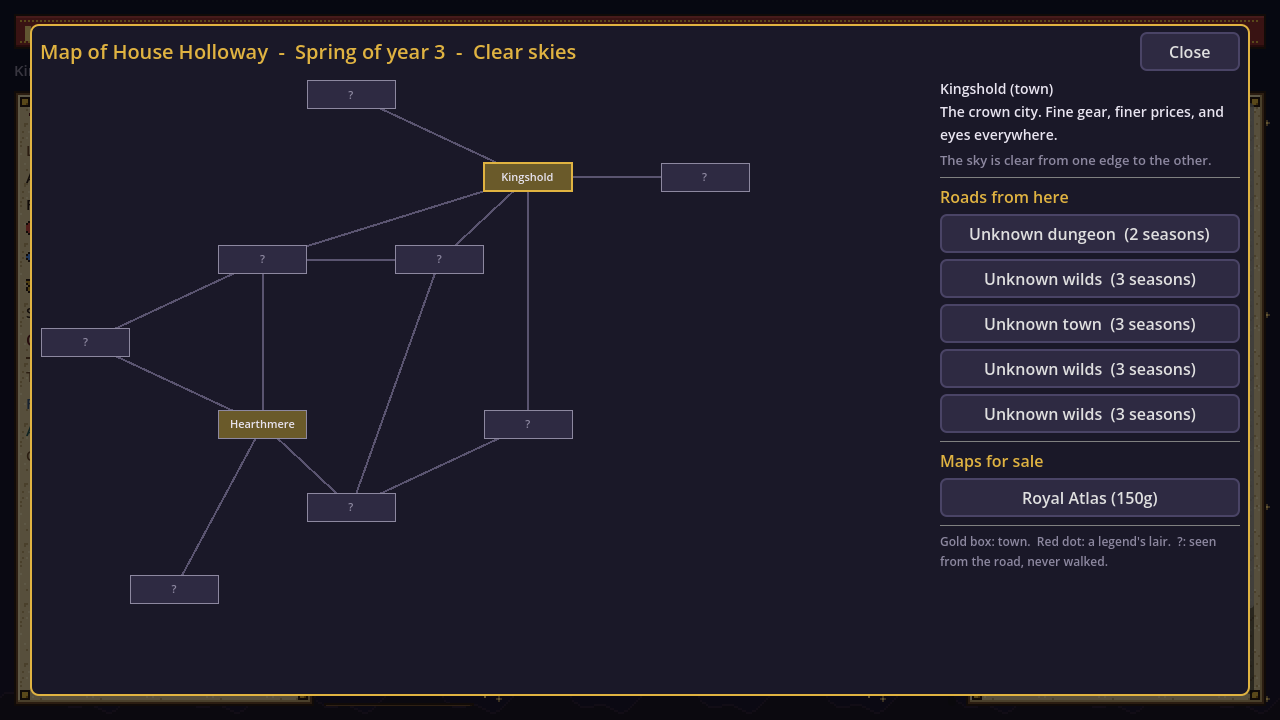 Map of House Holloway  -  Spring of year 3  -  Clear skies
Close
?
Kingshold
?
?
?
?
Hearthmere
?
?
?
Kingshold (town)
The crown city. Fine gear, finer prices, and
eyes everywhere.
The sky is clear from one edge to the other.
Roads from here
Unknown dungeon  (2 seasons)
Unknown wilds  (3 seasons)
Unknown town  (3 seasons)
Unknown wilds  (3 seasons)
Unknown wilds  (3 seasons)
Maps for sale
Royal Atlas (150g)
Gold box: town.  Red dot: a legend's lair.  ?: seen
from the road, never walked.